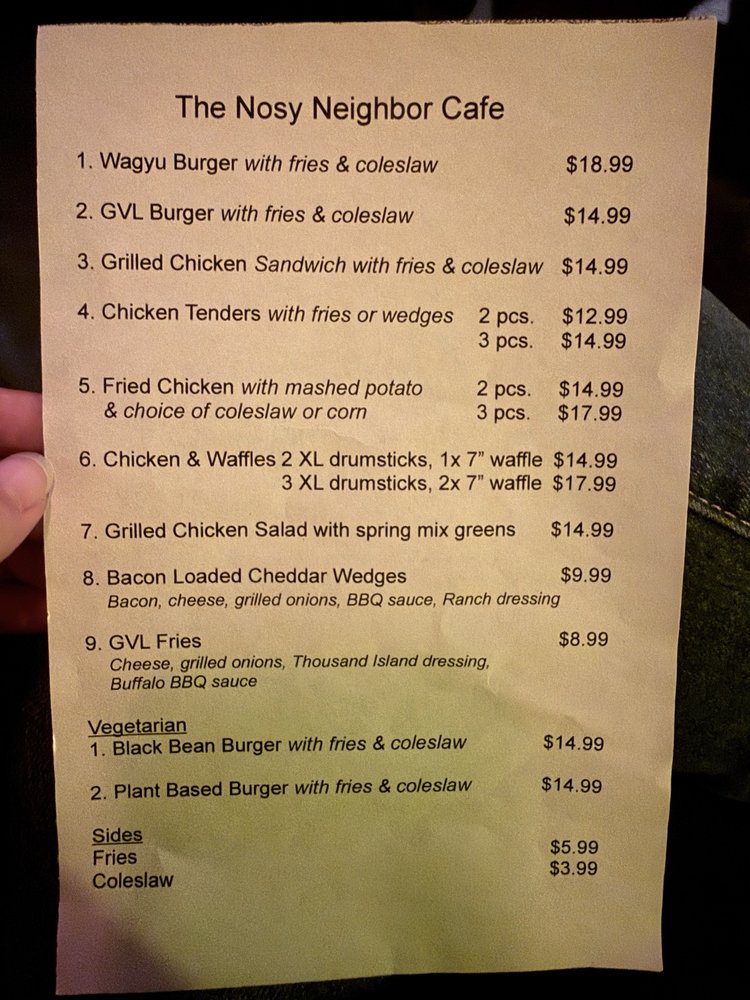 The Nosy Neighbor Cafe
1. Wagyu Burger with fries & coleslaw $18.99
2. GVL Burger with fries & coleslaw $14.99
3. Grilled Chicken Sandwich with fries & coleslaw $14.99
4. Chicken Tenders with fries or wedges 2 pcs. $12.99
3 pcs. $14.99
5. Fried Chicken with mashed potato 2 pcs. $14.99
& choice of coleslaw or corn 3 pcs. $17.99
6. Chicken & Waffles 2 XL drumsticks, 1x 7” waffle $14.99
3 XL drumsticks, 2x 7” waffle $17.99
7. Grilled Chicken Salad with spring mix greens $14.99
8. Bacon Loaded Cheddar Wedges $9.99
Bacon, cheese, grilled onions, BBQ sauce, Ranch dressing
9. GVL Fries $8.99
Cheese, grilled onions, Thousand Island dressing,
Buffalo BBQ sauce
Vegetarian
1. Black Bean Burger with fries & coleslaw $14.99
2. Plant Based Burger with fries & coleslaw $14.99
Sides
Fries $5.99
Coleslaw $3.99